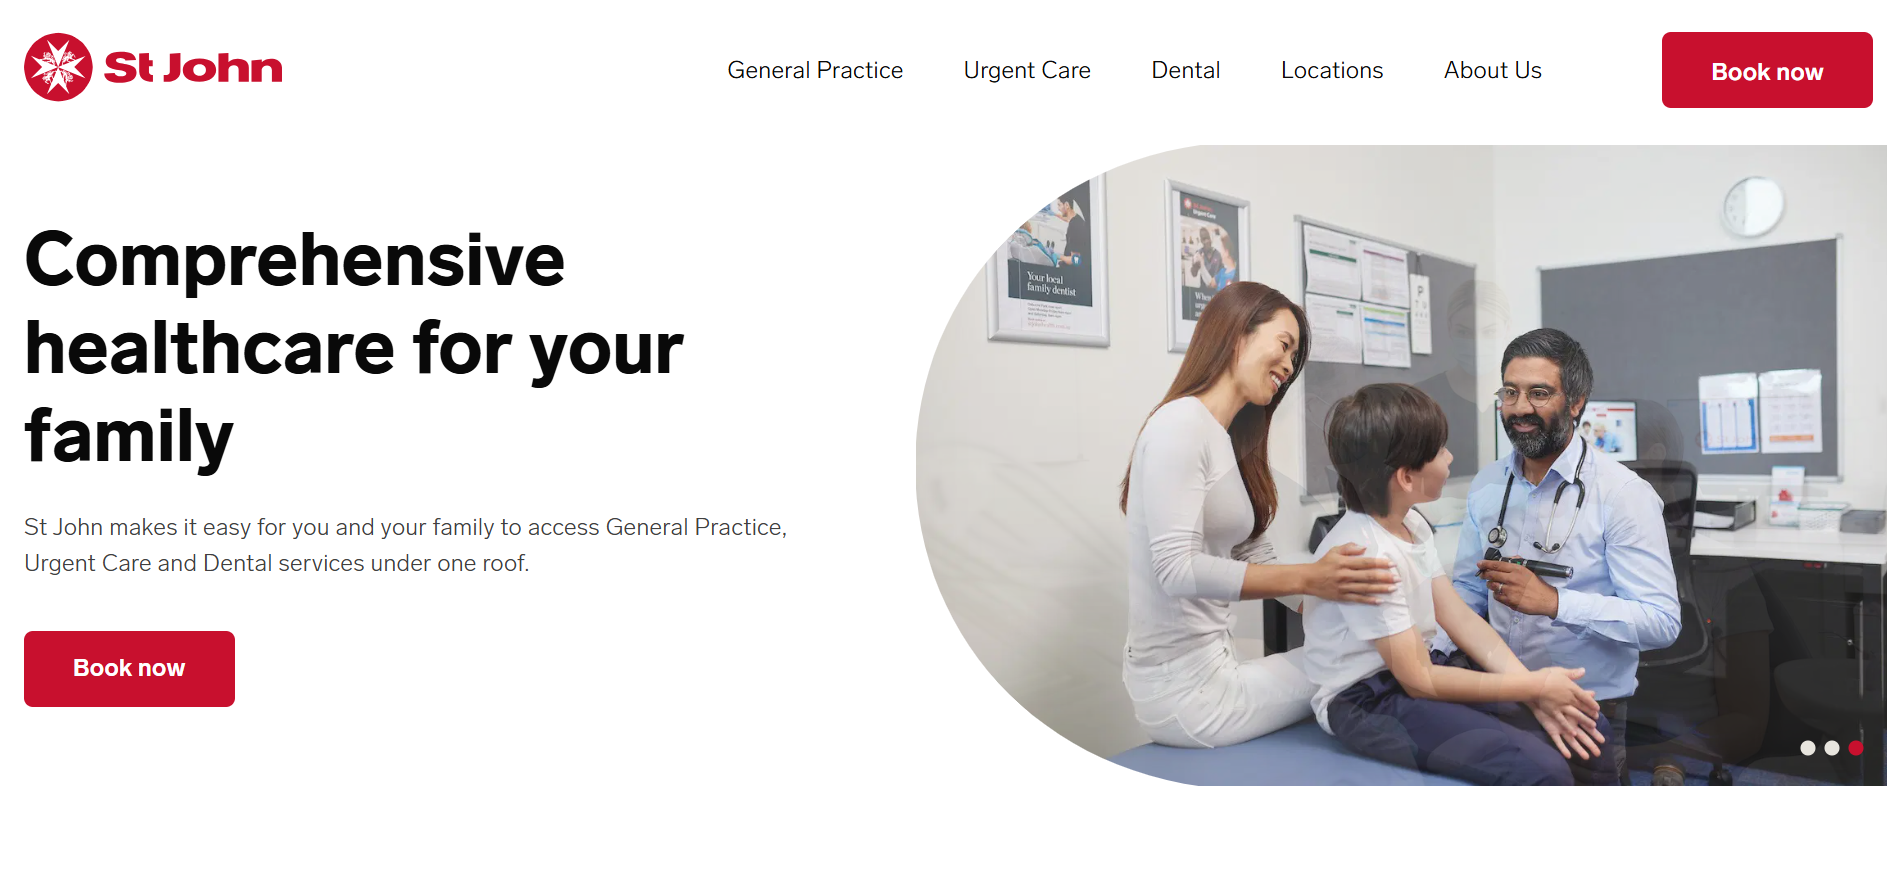 St John
General Practice
Urgent Care
Dental
Locations
About Us
Book now
Comprehensive
healthcare for your
family
St John makes it easy for you and your family to access General Practice,
Urgent Care and Dental services under one roof.
Book now
Your local
family dentist
Urgent Care